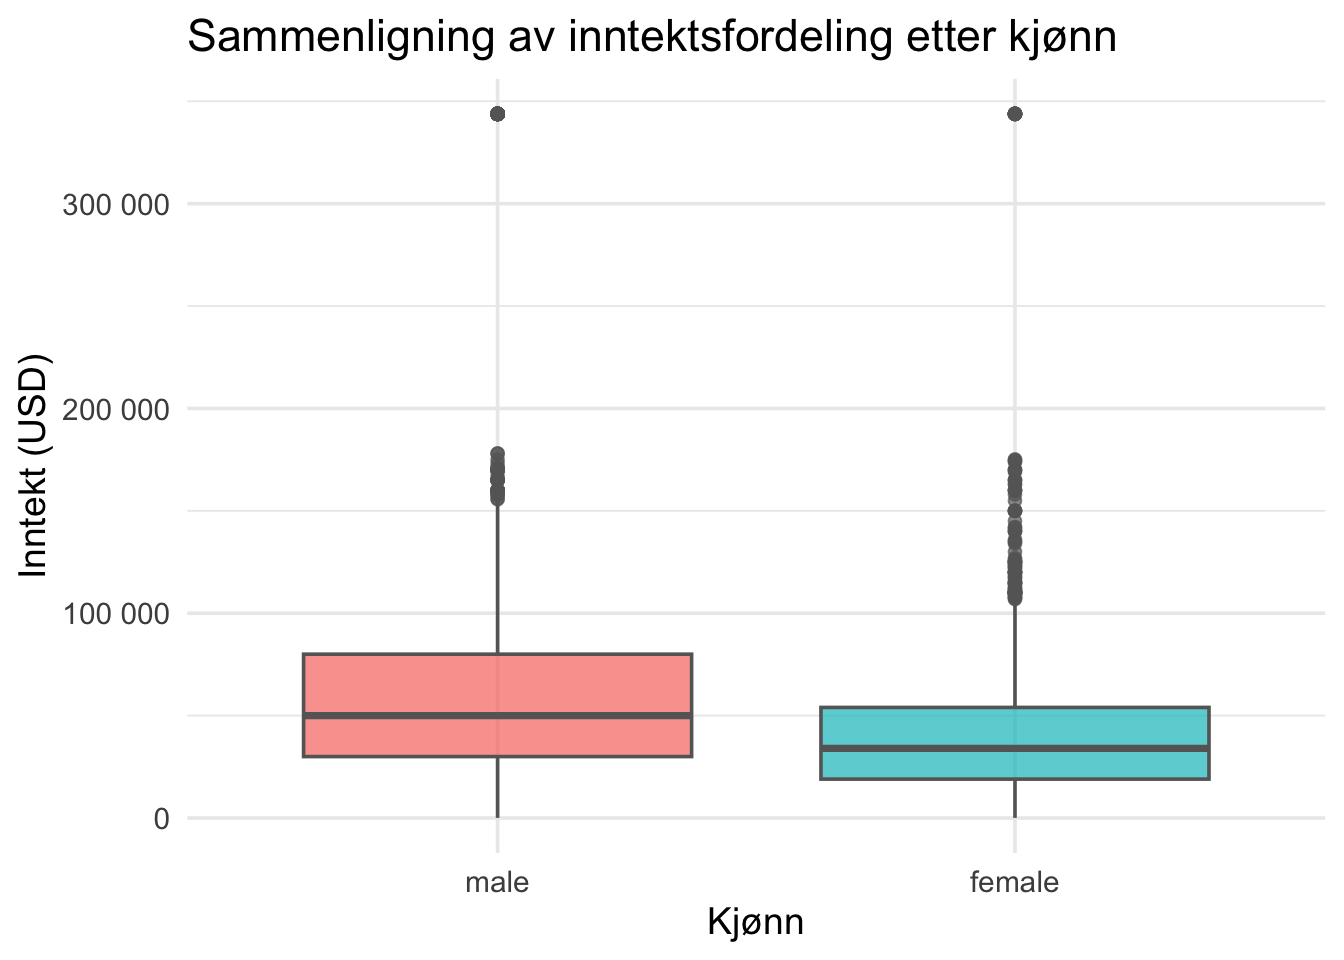 Sammenligning av inntektsfordeling etter kjønn
Inntekt (USD)
300 000
200 000
100 000
0
male
female
Kjønn